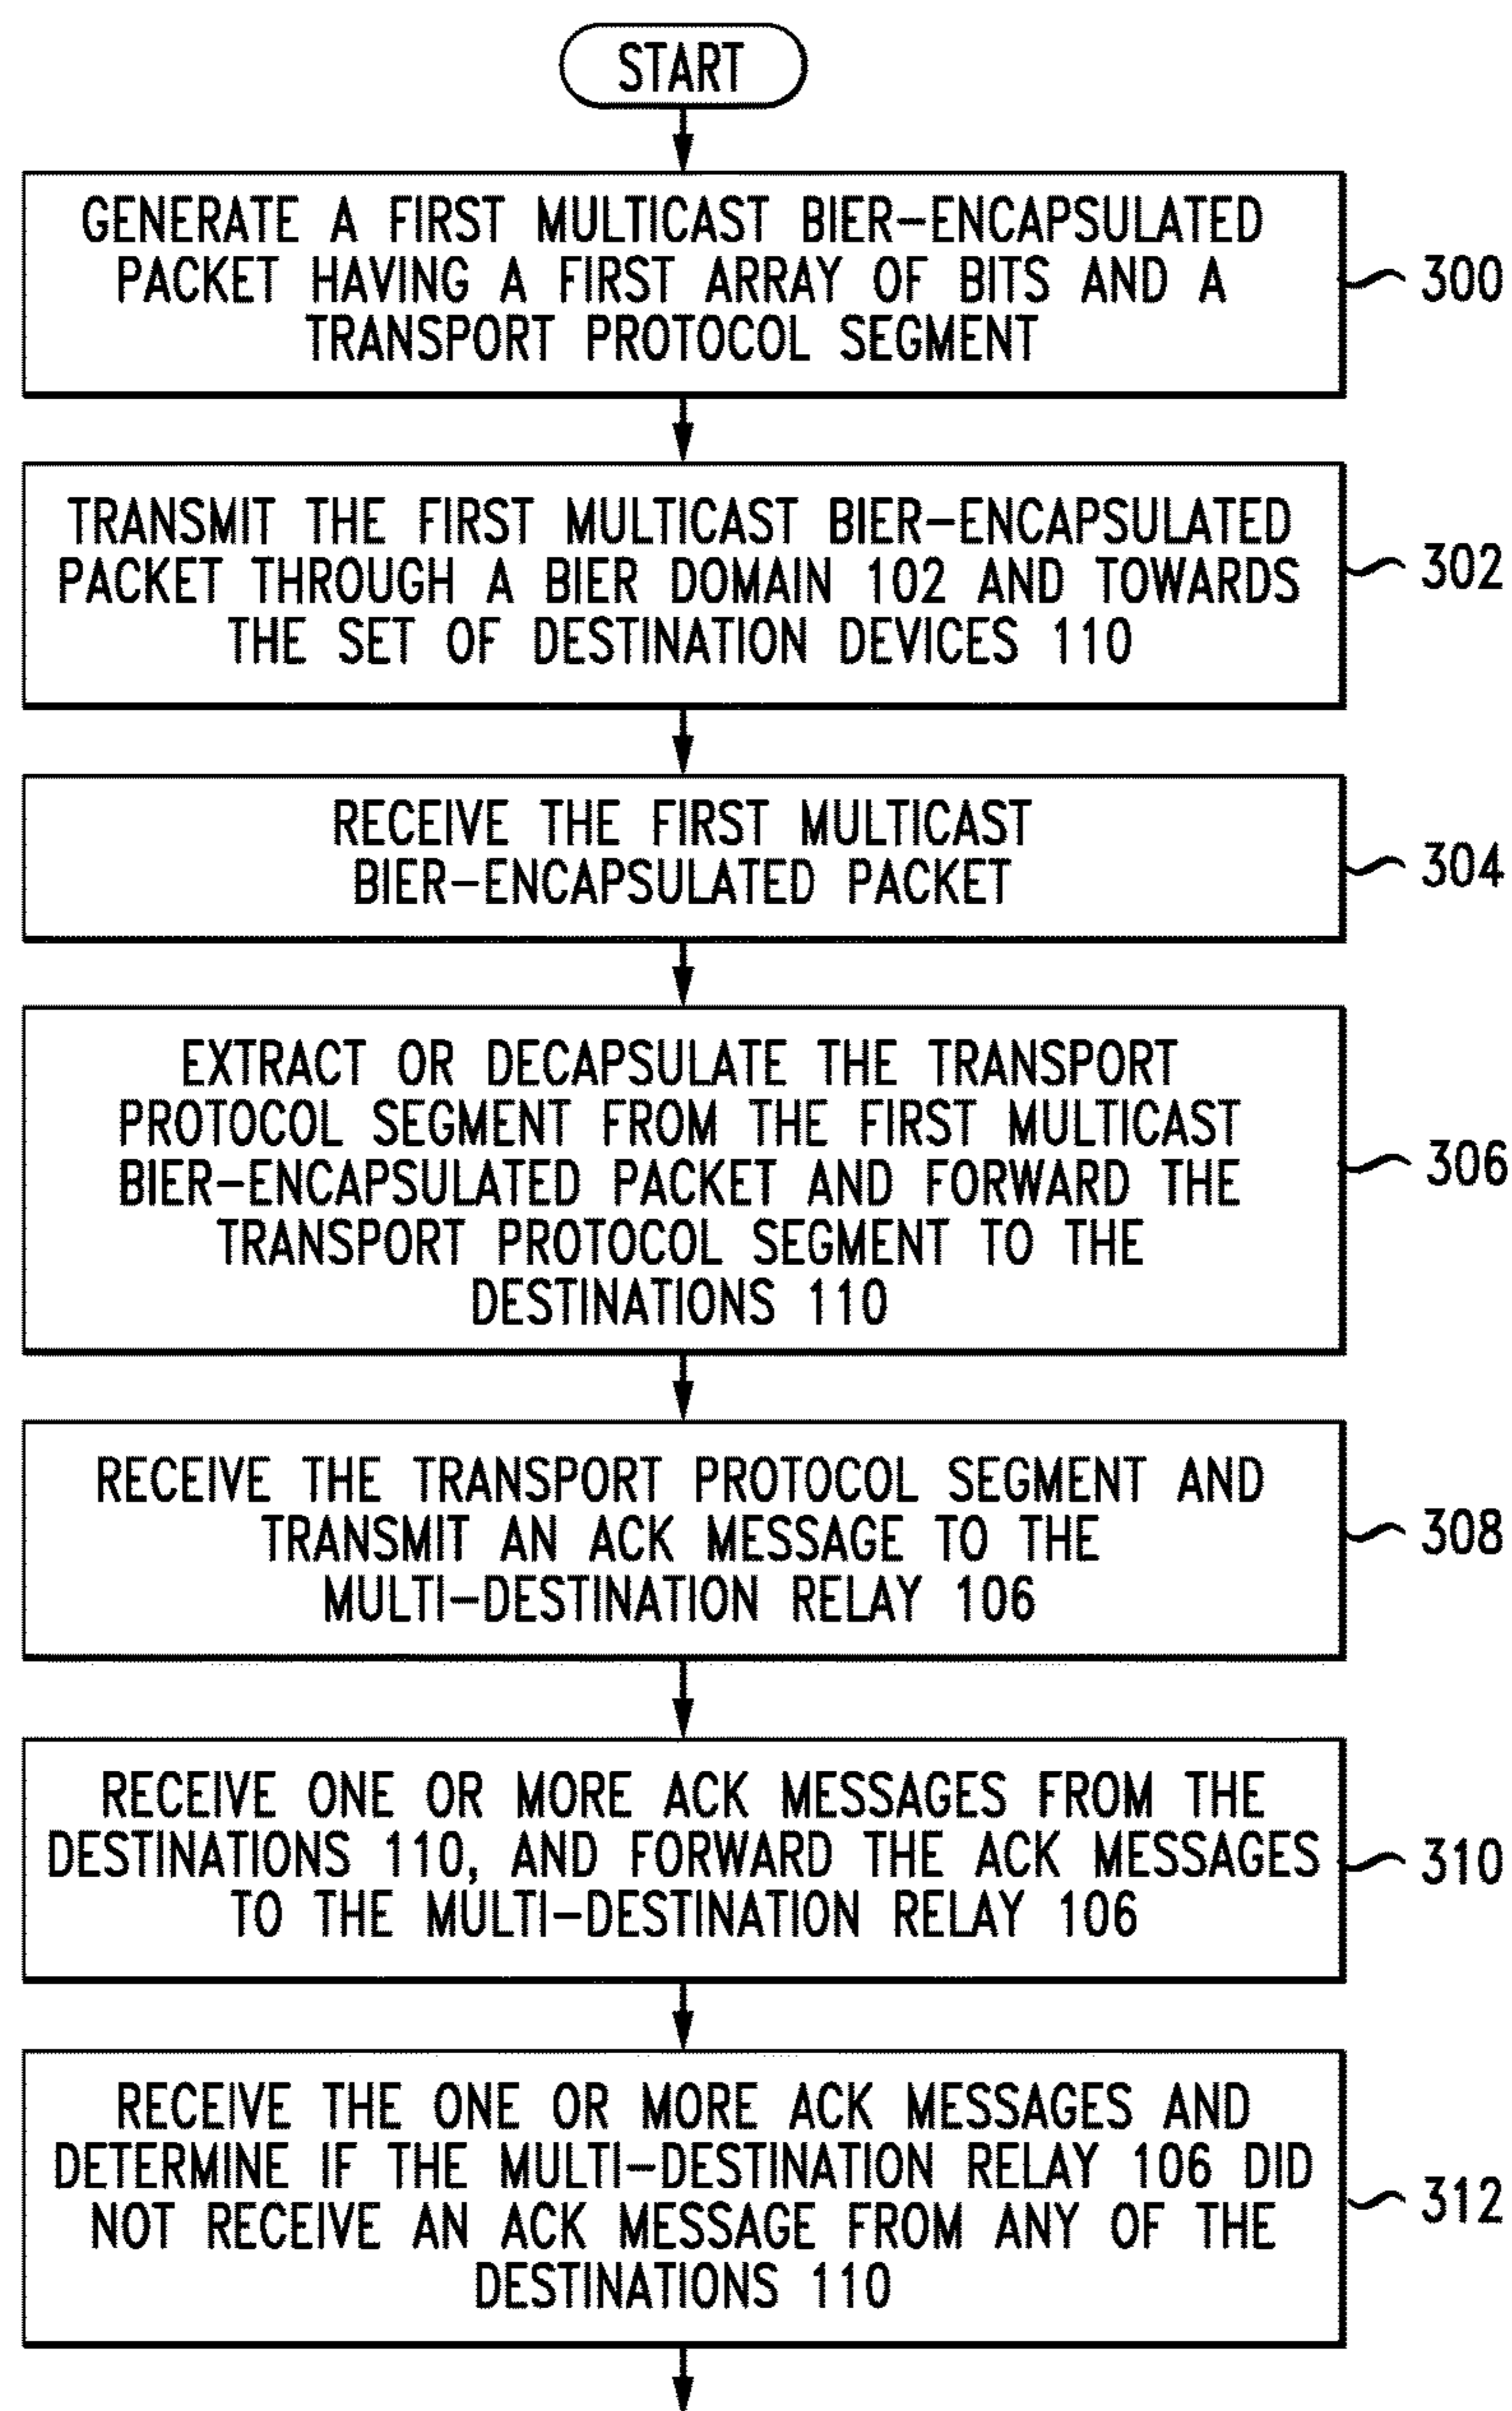 START
GENERATE A FIRST MULTICAST BIER-ENCAPSULATED
PACKET HAVING A FIRST ARRAY OF BITS AND A
TRANSPORT PROTOCOL SEGMENT
300
TRANSMIT THE FIRST MULTICAST BIER-ENCAPSULATED
PACKET THROUGH A BIER DOMAIN 102 AND TOWARDS
THE SET OF DESTINATION DEVICES 110
302
RECEIVE THE FIRST MULTICAST
BIER-ENCAPSULATED PACKET
304
EXTRACT OR DECAPSULATE THE TRANSPORT
PROTOCOL SEGMENT FROM THE FIRST MULTICAST
BIER-ENCAPSULATED PACKET AND FORWARD THE
TRANSPORT PROTOCOL SEGMENT TO THE
DESTINATIONS 110
306
RECEIVE THE TRANSPORT PROTOCOL SEGMENT AND
TRANSMIT AN ACK MESSAGE TO THE
MULTI-DESTINATION RELAY 106
308
RECEIVE ONE OR MORE ACK MESSAGES FROM THE
DESTINATIONS 110, AND FORWARD THE ACK MESSAGES
TO THE MULTI-DESTINATION RELAY 106
310
RECEIVE THE ONE OR MORE ACK MESSAGES AND
DETERMINE IF THE MULTI-DESTINATION RELAY 106 DID
NOT RECEIVE AN ACK MESSAGE FROM ANY OF THE
DESTINATIONS 110
312